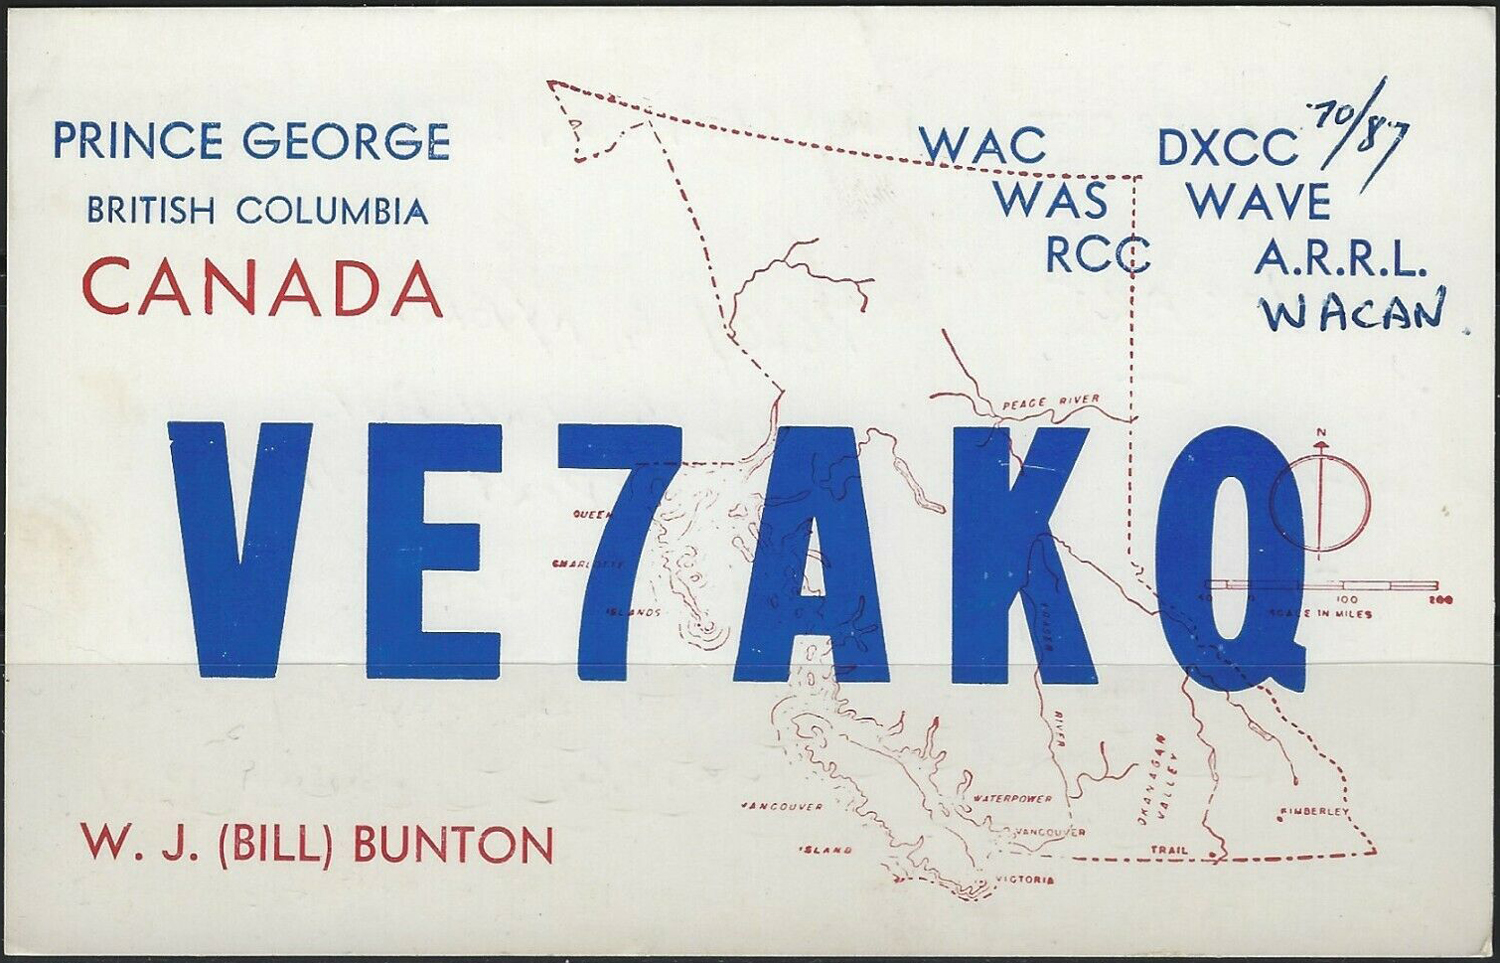 PRINCE GEORGE
BRITISH COLUMBIA
CANADA
WAC DXCC 70/87
WAS WAVE
RCC A.R.R.L.
WACAN
VE7AKQ
PEACE RIVER
N
QUEEN
CHARLOTTE
ISLANDS
100 200
SCALE IN MILES
FRASER
RIVER
OKANAGAN
VALLEY
VANCOUVER
ISLAND
WATERPOWER
VANCOUVER
VICTORIA
TRAIL
KIMBERLEY
W. J. (BILL) BUNTON